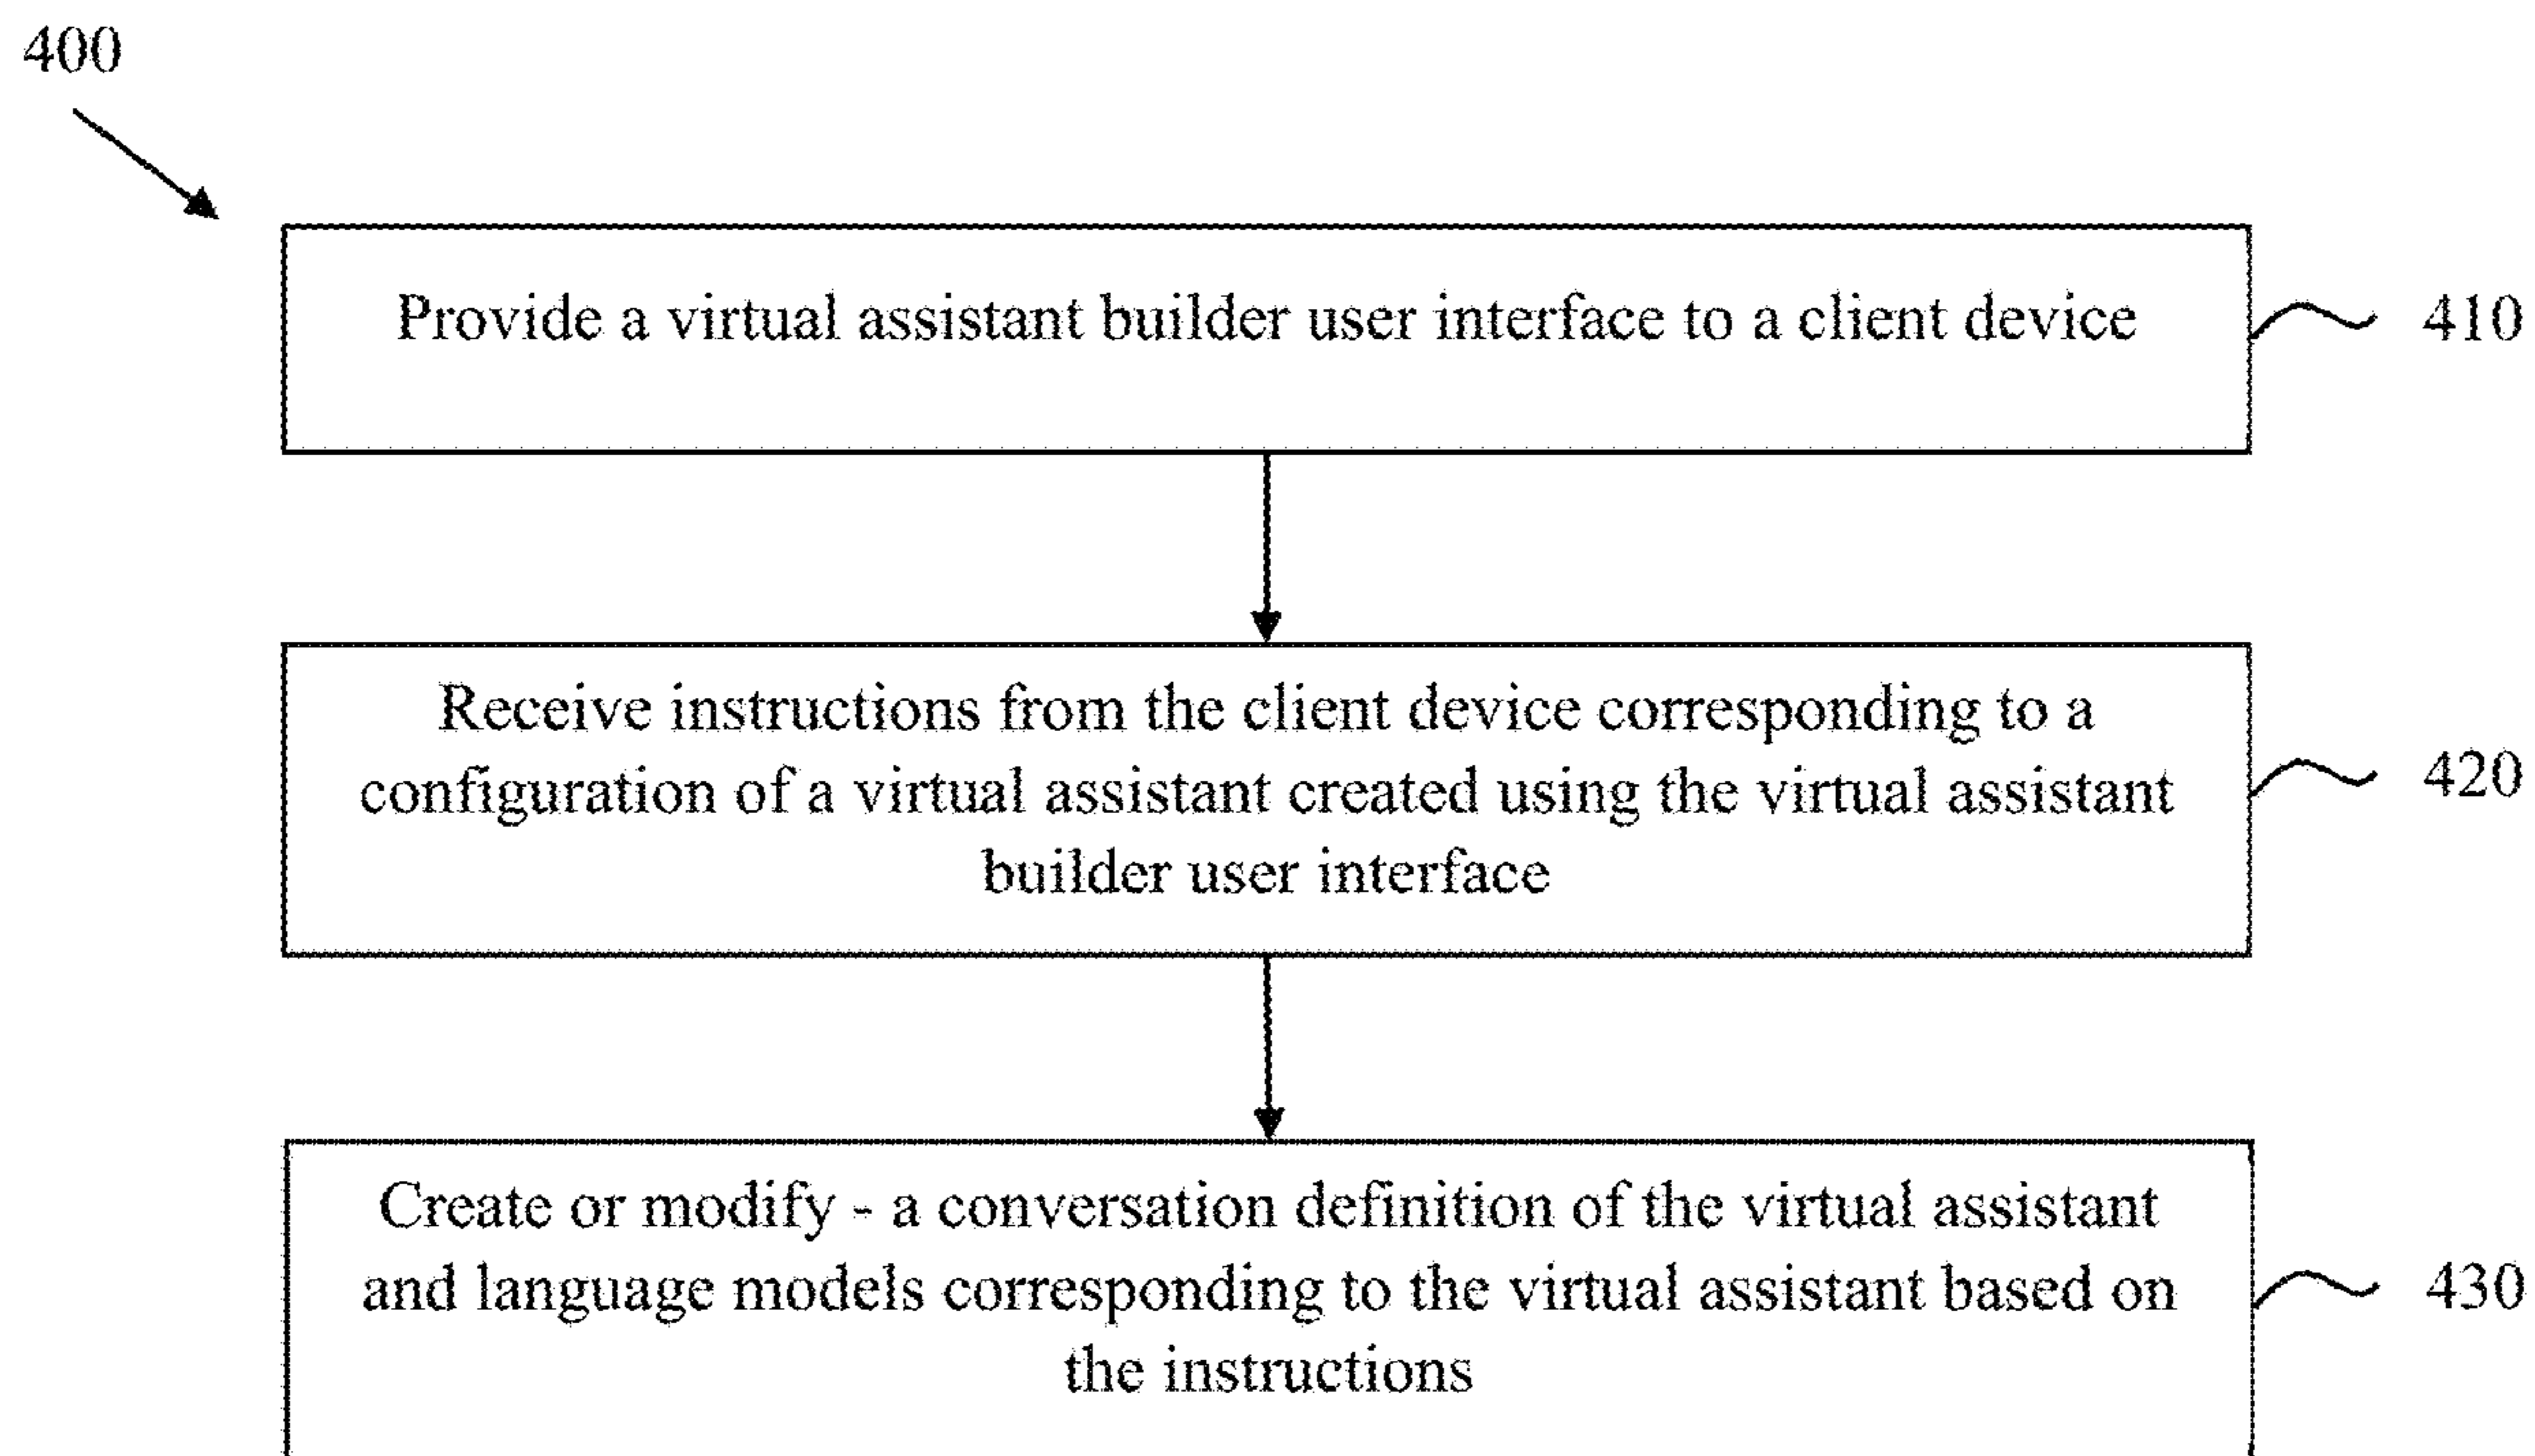 400
Provide a virtual assistant builder user interface to a client device
410
Receive instructions from the client device corresponding to a
configuration of a virtual assistant created using the virtual assistant
builder user interface
420
Create or modify - a conversation definition of the virtual assistant
and language models corresponding to the virtual assistant based on
the instructions
430